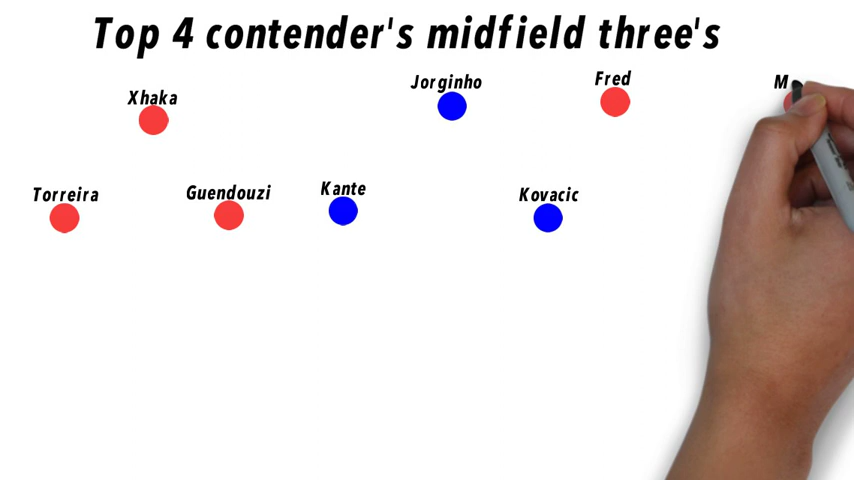 Top 4 contender's midfield three's
Xhaka
Jorginho
Fred
M
Torreira
Guendouzi
Kante
Kovacic